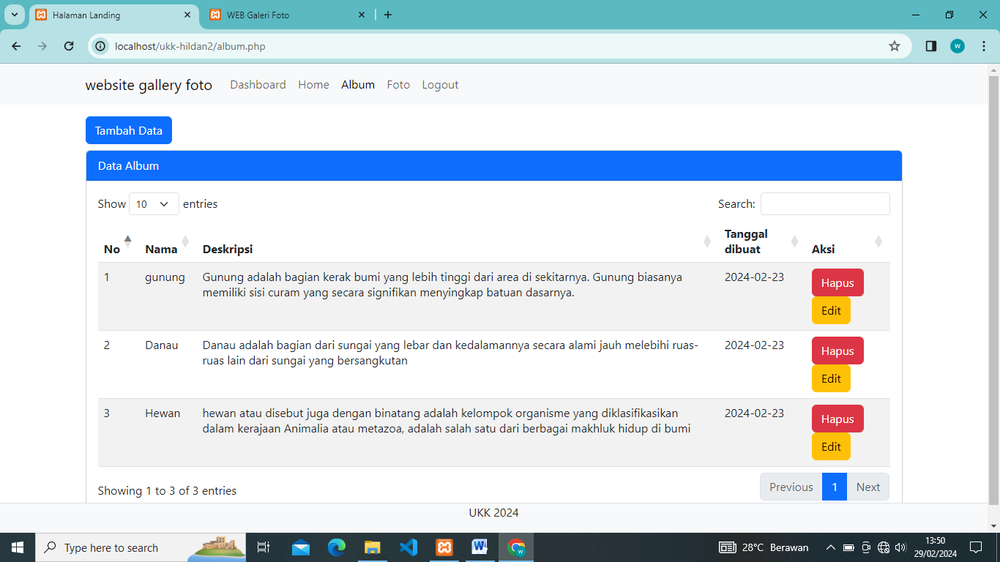 Halaman Landing
WEB Galeri Foto
localhost/ukk-hildan2/album.php
W
website gallery foto Dashboard Home Album Foto Logout
Tambah Data
Data Album
Show 10 entries Search:
No Nama Deskripsi Tanggal dibuat Aksi
1 gunung Gunung adalah bagian kerak bumi yang lebih tinggi dari area di sekitarnya. Gunung biasanya
memiliki sisi curam yang secara signifikan menyingkap batuan dasarnya.
2024-02-23
Hapus
Edit
2 Danau Danau adalah bagian dari sungai yang lebar dan kedalamannya secara alami jauh melebihi ruas-
ruas lain dari sungai yang bersangkutan
2024-02-23
Hapus
Edit
3 Hewan hewan atau disebut juga dengan binatang adalah kelompok organisme yang diklasifikasikan
dalam kerajaan Animalia atau metazoa, adalah salah satu dari berbagai makhluk hidup di bumi
2024-02-23
Hapus
Edit
Showing 1 to 3 of 3 entries Previous 1 Next
UKK 2024
Type here to search
28°C Berawan
13:50
29/02/2024